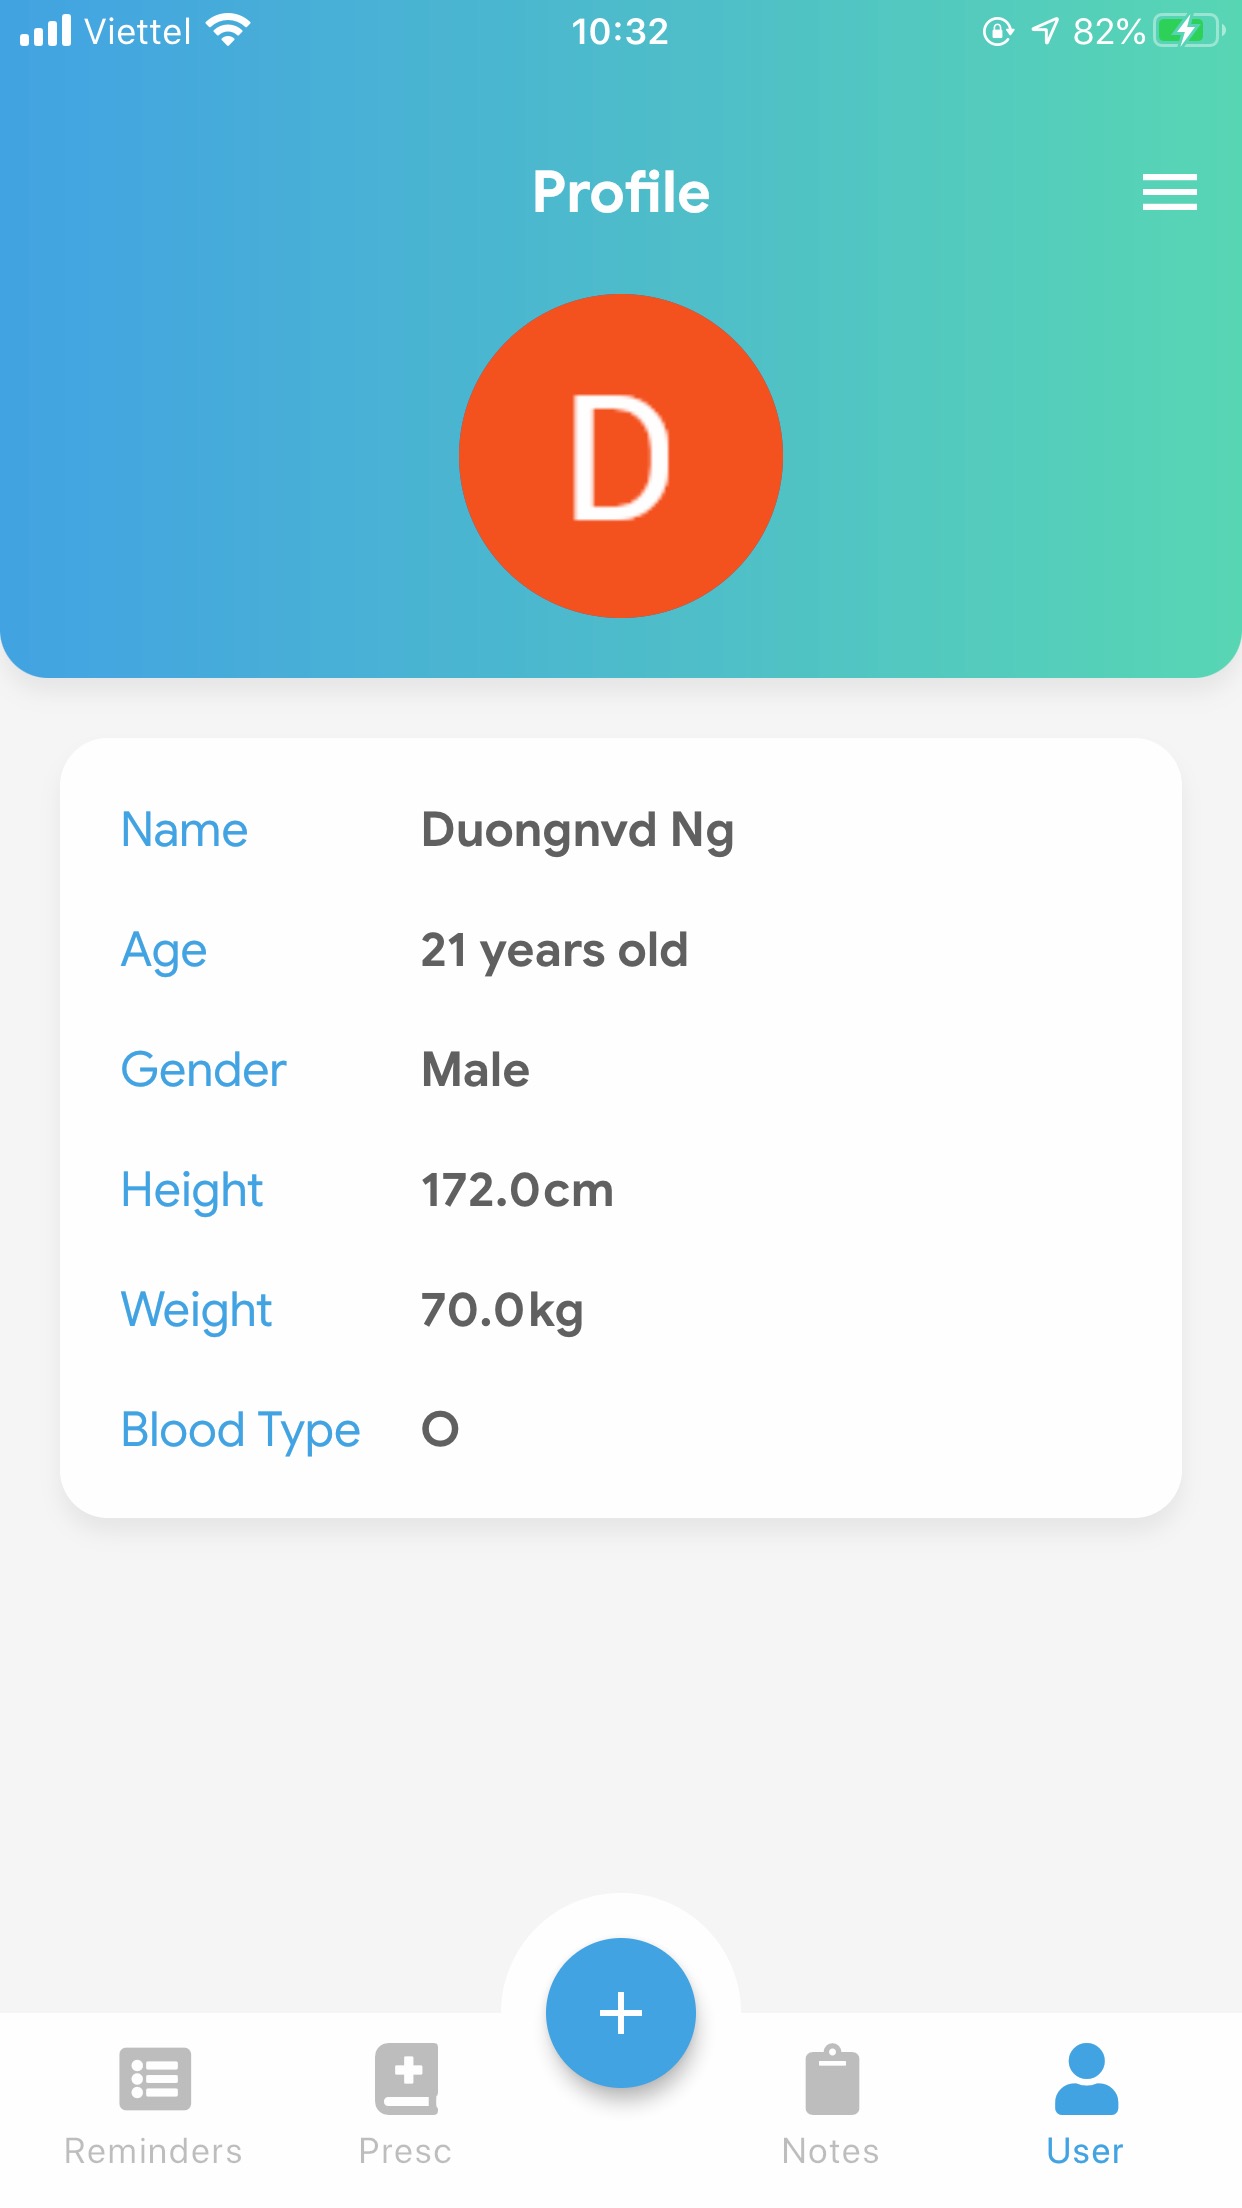 Viettel 10:32 82%
Profile
D
Name Duongnvd Ng
Age 21 years old
Gender Male
Height 172.0cm
Weight 70.0kg
Blood Type O
Reminders Presc Notes User